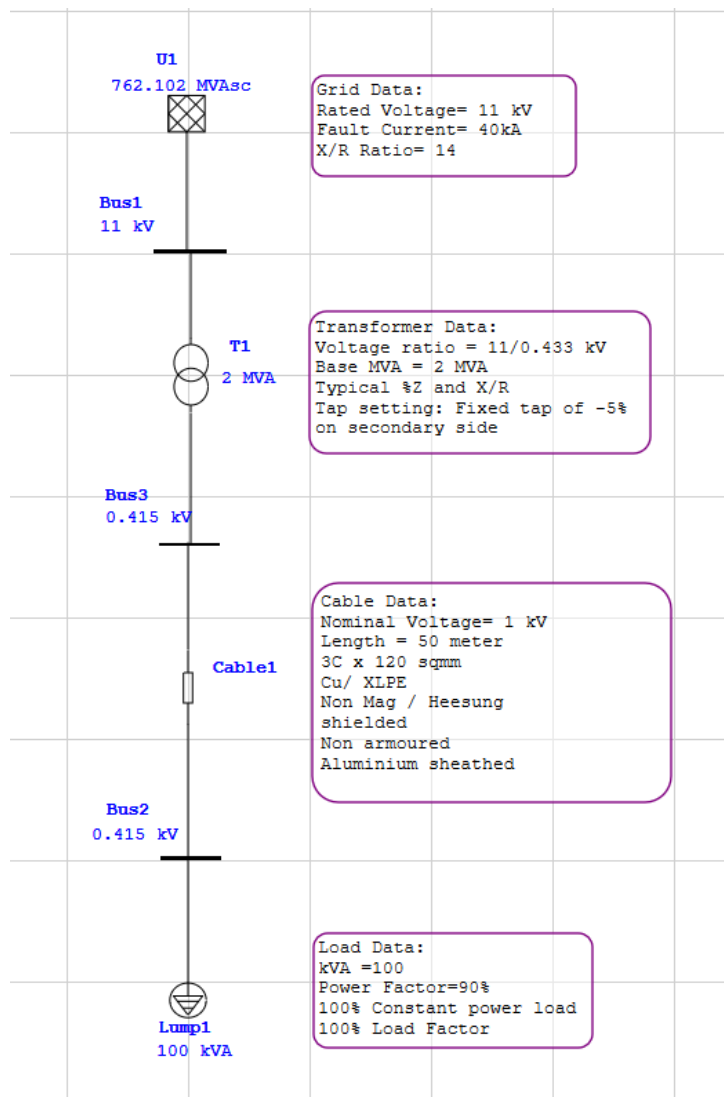 U1
762.102 MVAsc
Grid Data:
Rated Voltage= 11 kV
Fault Current= 40kA
X/R Ratio= 14
Bus1
11 kV
T1
2 MVA
Transformer Data:
Voltage ratio = 11/0.433 kV
Base MVA = 2 MVA
Typical %Z and X/R
Tap setting: Fixed tap of -5%
on secondary side
Bus3
0.415 kV
Cable1
Cable Data:
Nominal Voltage= 1 kV
Length = 50 meter
3C x 120 sqmm
Cu/ XLPE
Non Mag / Heesung
shielded
Non armoured
Aluminium sheathed
Bus2
0.415 kV
Load Data:
kVA =100
Power Factor=90%
100% Constant power load
100% Load Factor
Lump1
100 kVA